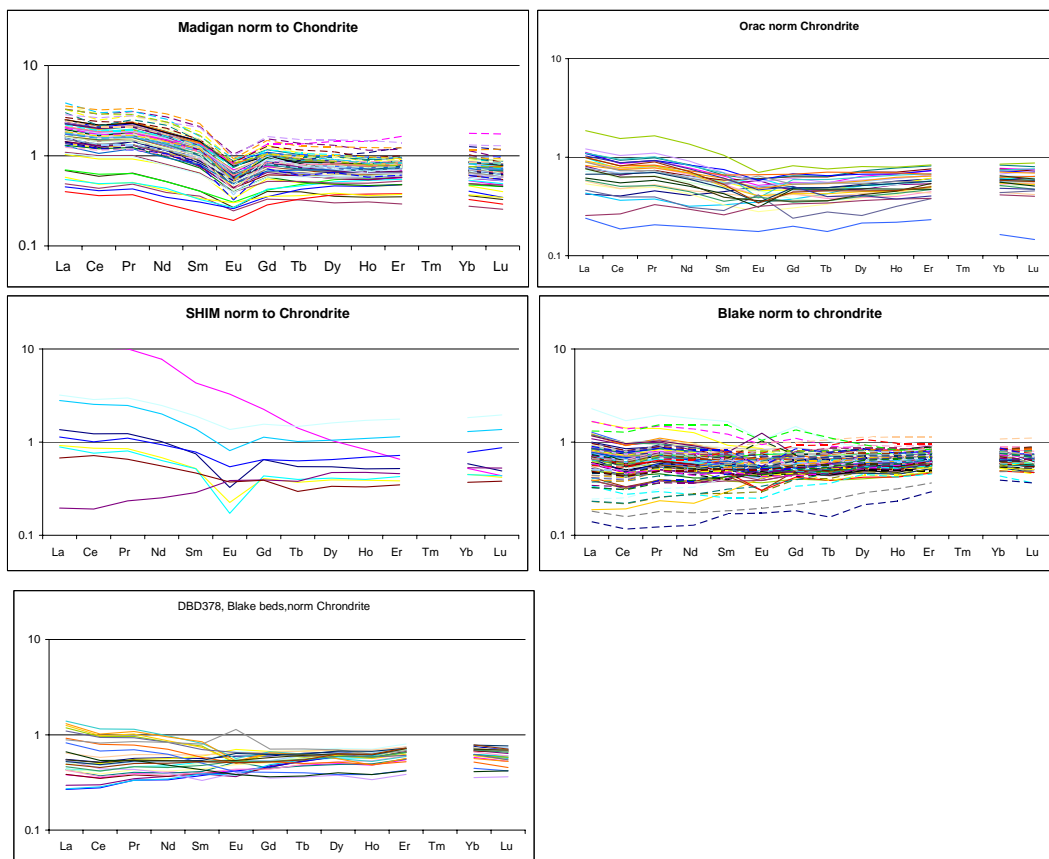 Madigan norm to Chondrite
10
1
0.1
La Ce Pr Nd Sm Eu Gd Tb Dy Ho Er Tm Yb Lu
Orac norm Chrondrite
10
1
0.1
La Ce Pr Nd Sm Eu Gd Tb Dy Ho Er Tm Yb Lu
SHIM norm to Chrondrite
10
1
0.1
La Ce Pr Nd Sm Eu Gd Tb Dy Ho Er Tm Yb Lu
Blake norm to chrondrite
10
1
0.1
La Ce Pr Nd Sm Eu Gd Tb Dy Ho Er Tm Yb Lu
DBD378, Blake beds,norm Chrondrite
10
1
0.1
La Ce Pr Nd Sm Eu Gd Tb Dy Ho Er Tm Yb Lu